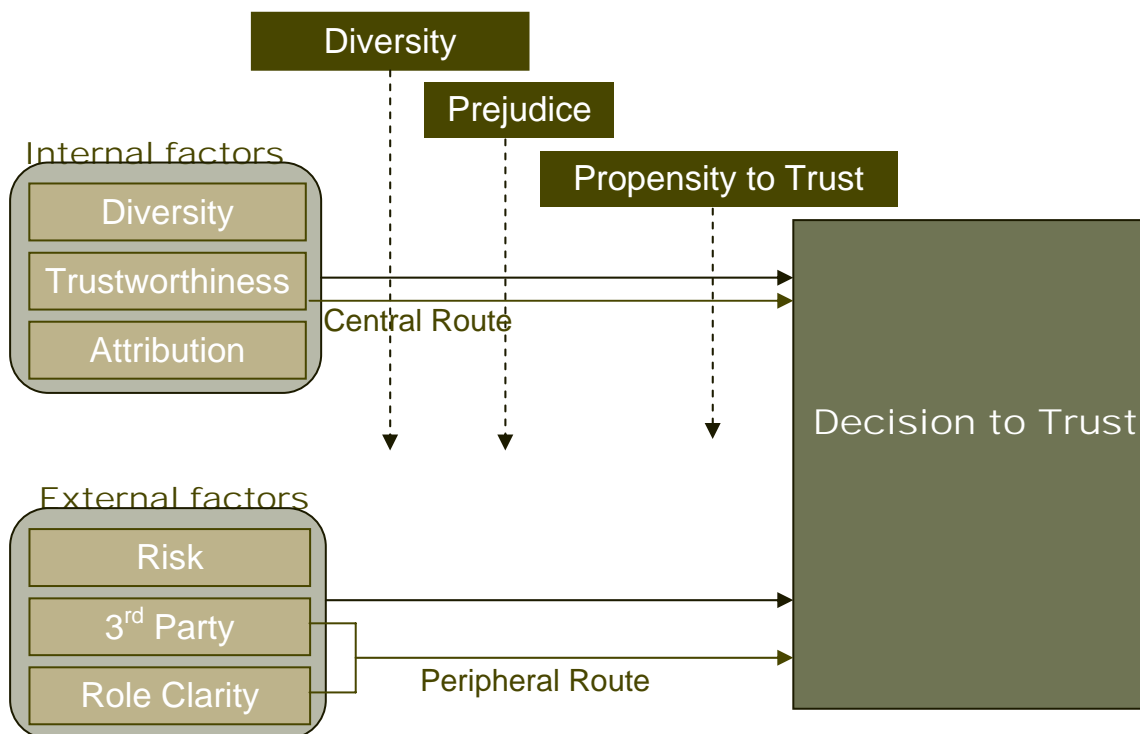 Diversity
Prejudice
Propensity to Trust
Internal factors
Diversity
Trustworthiness
Attribution
Central Route
Decision to Trust
External factors
Risk
3rd Party
Role Clarity
Peripheral Route